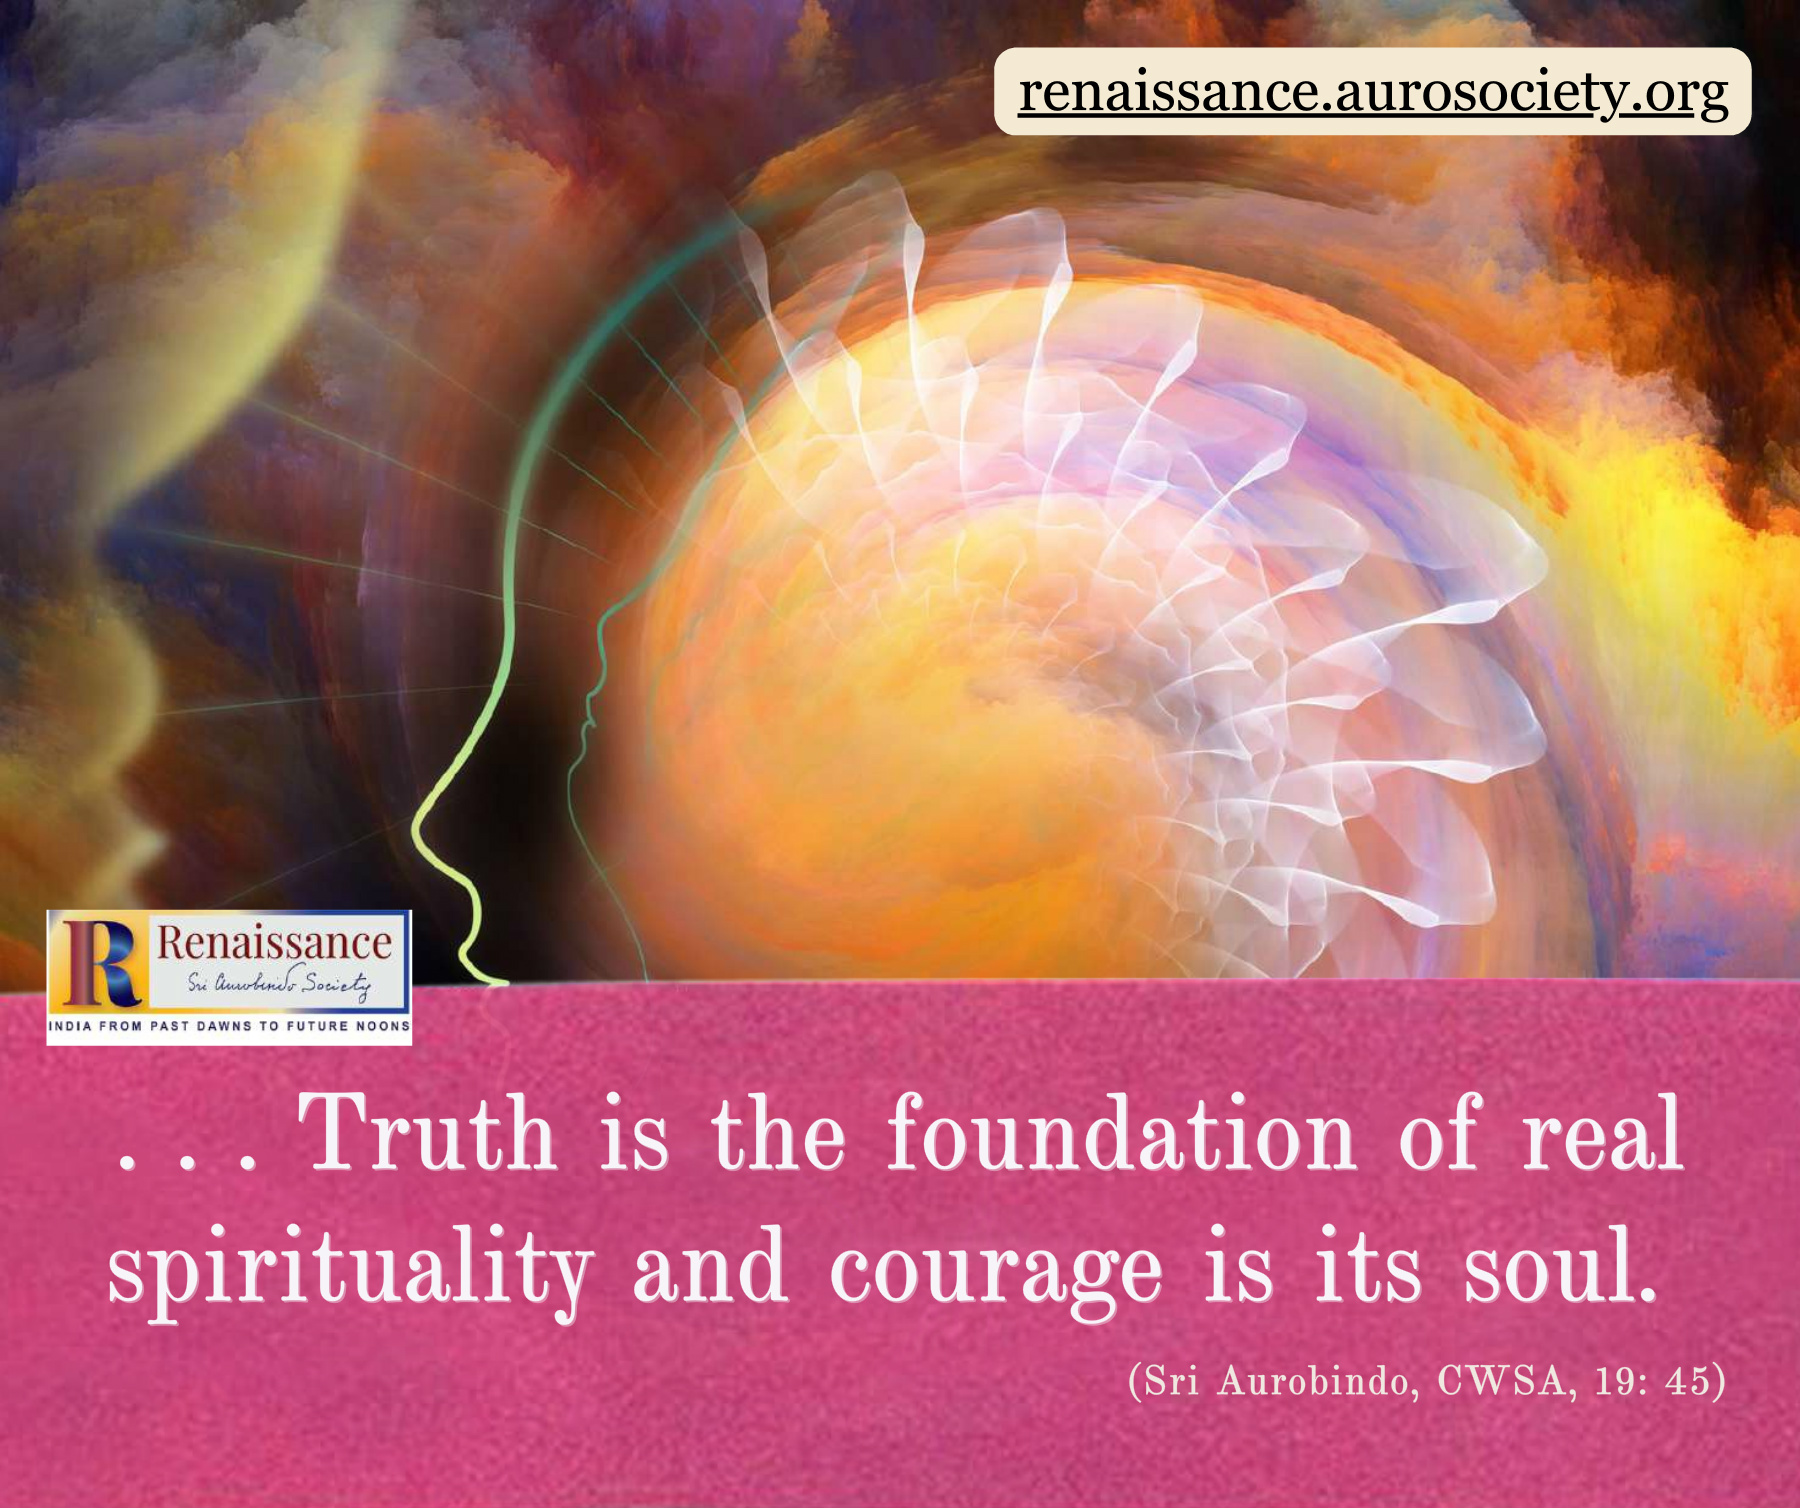 renaissance.aurosociety.org
R Renaissance
Sri Aurobindo Society
INDIA FROM PAST DAWNS TO FUTURE NOONS
. . . Truth is the foundation of real
spirituality and courage is its soul.
(Sri Aurobindo, CWSA, 19: 45)